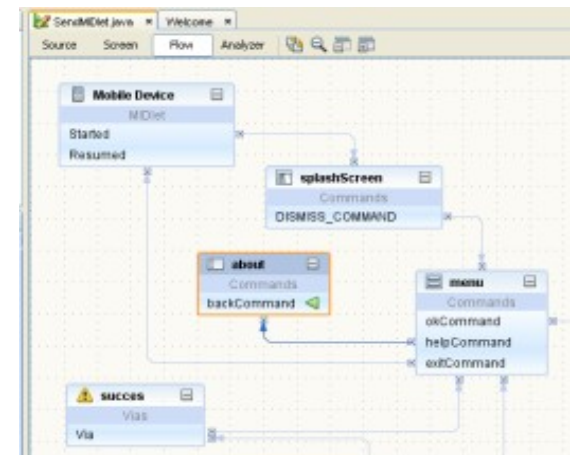 SendMIDlet.java Welcome
Source Screen Flow Analyzer
Mobile Device
MIDlet
Started
Resumed
splashScreen
Commands
DISMISS_COMMAND
about
Commands
backCommand
menu
Commands
okCommand
helpCommand
exitCommand
succes
Vias
Via